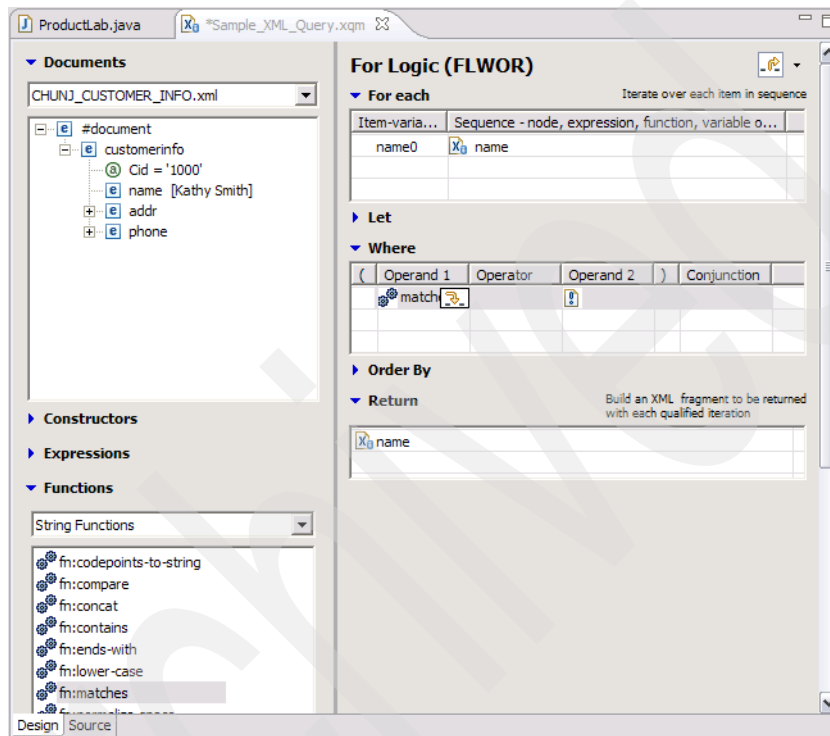 ProductLab.java
*Sample_XML_Query.xqm
Documents
CHUNJ_CUSTOMER_INFO.xml
#document
customerinfo
Cid = '1000'
name [Kathy Smith]
addr
phone
Constructors
Expressions
Functions
String Functions
fn:codepoints-to-string
fn:compare
fn:concat
fn:contains
fn:ends-with
fn:lower-case
fn:matches
Design Source
For Logic (FLWOR)
For each
Iterate over each item in sequence
Item-varia... Sequence - node, expression, function, variable o...
name0 name
Let
Where
( Operand 1 Operator Operand 2 ) Conjunction
Order By
Return
Build an XML fragment to be returned
with each qualified iteration
name